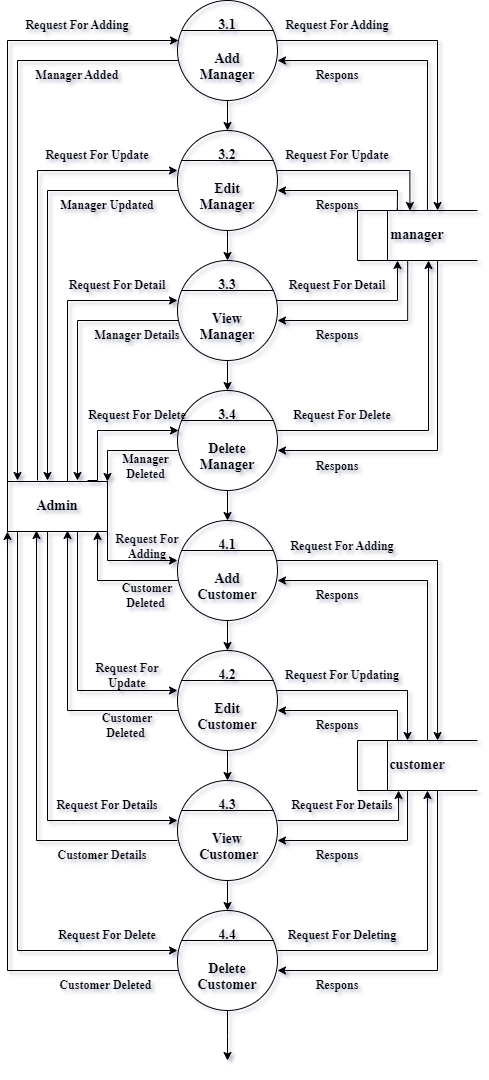 3.1
Request For Adding
Request For Adding
Add
Manager
Manager Added
Respons
3.2
Request For Update
Request For Update
Edit
Manager
Manager Updated
Respons
manager
3.3
Request For Detail
Request For Detail
View
Manager
Manager Details
Respons
3.4
Request For Delete
Request For Delete
Delete
Manager
Manager
Deleted
Respons
Admin
4.1
Request For
Adding
Request For Adding
Add
Customer
Customer
Deleted
Respons
4.2
Request For
Update
Request For Updating
Edit
Customer
Customer
Deleted
Respons
customer
4.3
Request For Details
Request For Details
View
Customer
Customer Details
Respons
4.4
Request For Delete
Request For Deleting
Delete
Customer
Customer Deleted
Respons